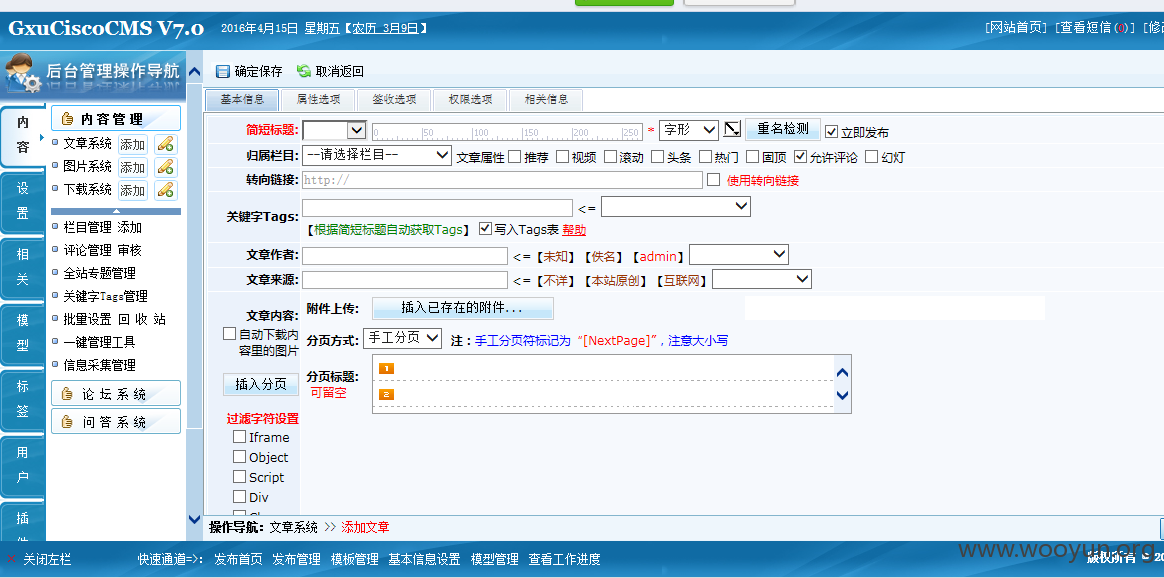 GxuCiscoCMS V7.0 2016年4月15日 星期五【农历 3月9日】 [网站首页] [查看短信(0)] [修
后台管理操作导航 确定保存 取消返回
基本信息 属性选项 签收选项 权限选项 相关信息
内容
设置
相关
模型
标签
用户
插
内容管理
文章系统 添加
图片系统 添加
下载系统 添加
栏目管理 添加
评论管理 审核
全站专题管理
关键字Tags管理
批量设置 回 收 站
一键管理工具
信息采集管理
论坛系统
问答系统
简短标题: 0 50 100 150 200 250 * 字形 重名检测 立即发布
归属栏目: --请选择栏目-- 文章属性 推荐 视频 滚动 头条 热门 固顶 允许评论 幻灯
转向链接: http:// 使用转向链接
关键字Tags: <=
【根据简短标题自动获取Tags】 写入Tags表 帮助
文章作者: <=【未知】【佚名】【admin】
文章来源: <=【不详】【本站原创】【互联网】
文章内容:
自动下载内容里的图片
插入分页
过滤字符设置
Iframe
Object
Script
Div
附件上传: 插入已存在的附件...
分页方式: 手工分页 注：手工分页符标记为“[NextPage]”，注意大小写
分页标题:
可留空
1
2
操作导航: 文章系统 >> 添加文章
关闭左栏 快速通道=>: 发布首页 发布管理 模板管理 基本信息设置 模型管理 查看工作进度 版权所有 © 20
www.wooyun.org